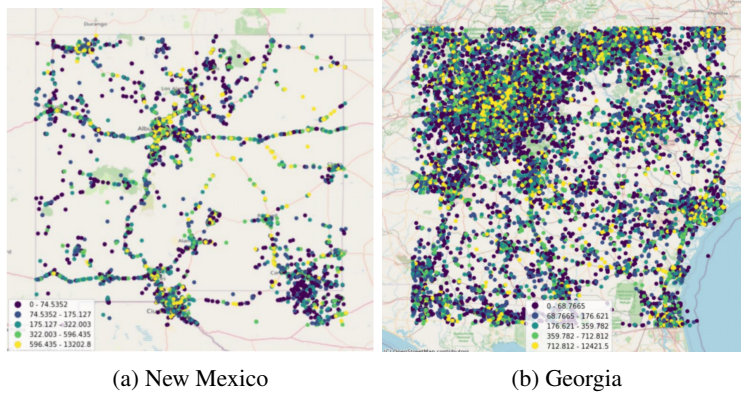 Durango
0 - 74.5352
74.5352 - 175.127
175.127 - 322.003
322.003 - 596.435
596.435 - 13202.8
0 - 68.7665
68.7665 - 176.621
176.621 - 359.782
359.782 - 712.812
712.812 - 12421.5
(a) New Mexico
(b) Georgia